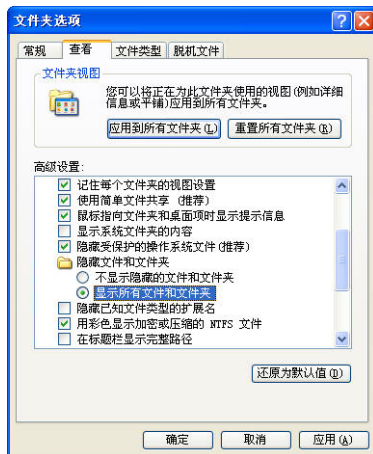 文件夹选项
常规 查看 文件类型 脱机文件
文件夹视图
您可以将正在为此文件夹使用的视图(例如详细
信息或平铺)应用到所有文件夹。
应用到所有文件夹(L) 重置所有文件夹(R)
高级设置:
记住每个文件夹的视图设置
使用简单文件共享 (推荐)
鼠标指向文件夹和桌面项时显示提示信息
显示系统文件夹的内容
隐藏受保护的操作系统文件(推荐)
隐藏文件和文件夹
不显示隐藏的文件和文件夹
显示所有文件和文件夹
隐藏已知文件类型的扩展名
用彩色显示加密或压缩的 NTFS 文件
在标题栏显示完整路径
还原为默认值(D)
确定 取消 应用(A)